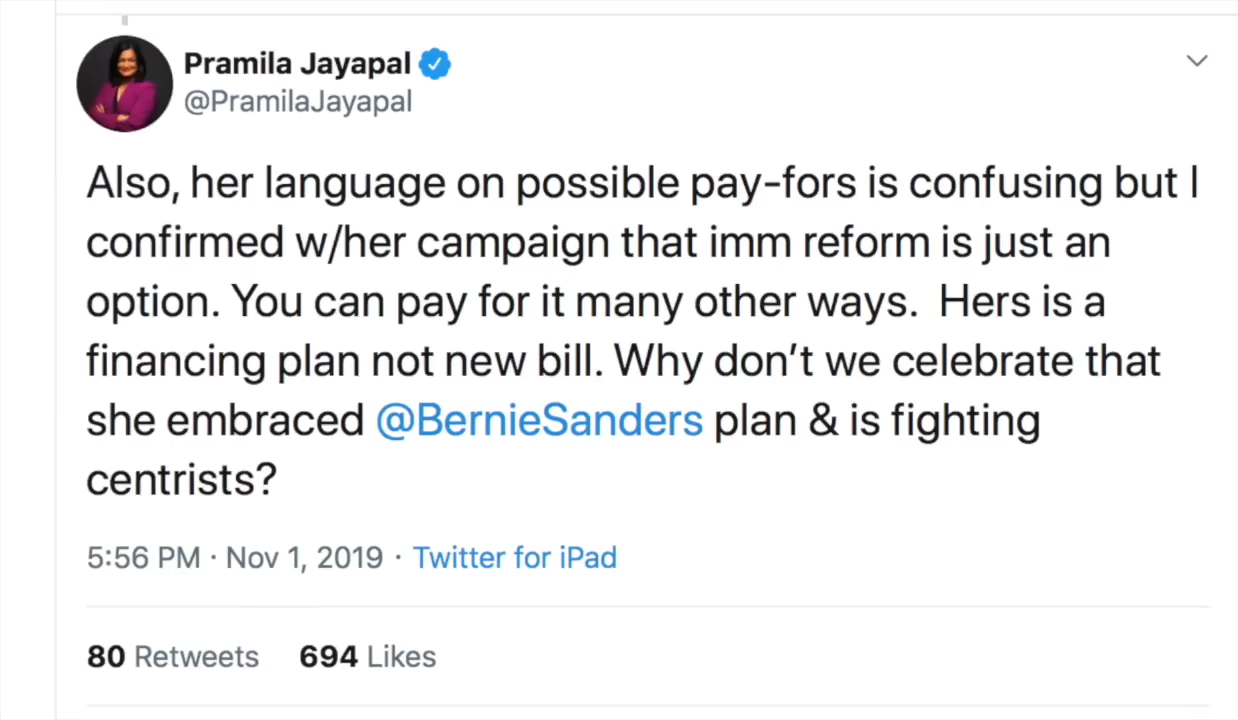 Pramila Jayapal
@PramilaJayapal
Also, her language on possible pay-fors is confusing but I
confirmed w/her campaign that imm reform is just an
option. You can pay for it many other ways.  Hers is a
financing plan not new bill. Why don’t we celebrate that
she embraced @BernieSanders plan & is fighting
centrists?
5:56 PM · Nov 1, 2019 · Twitter for iPad
80 Retweets 694 Likes